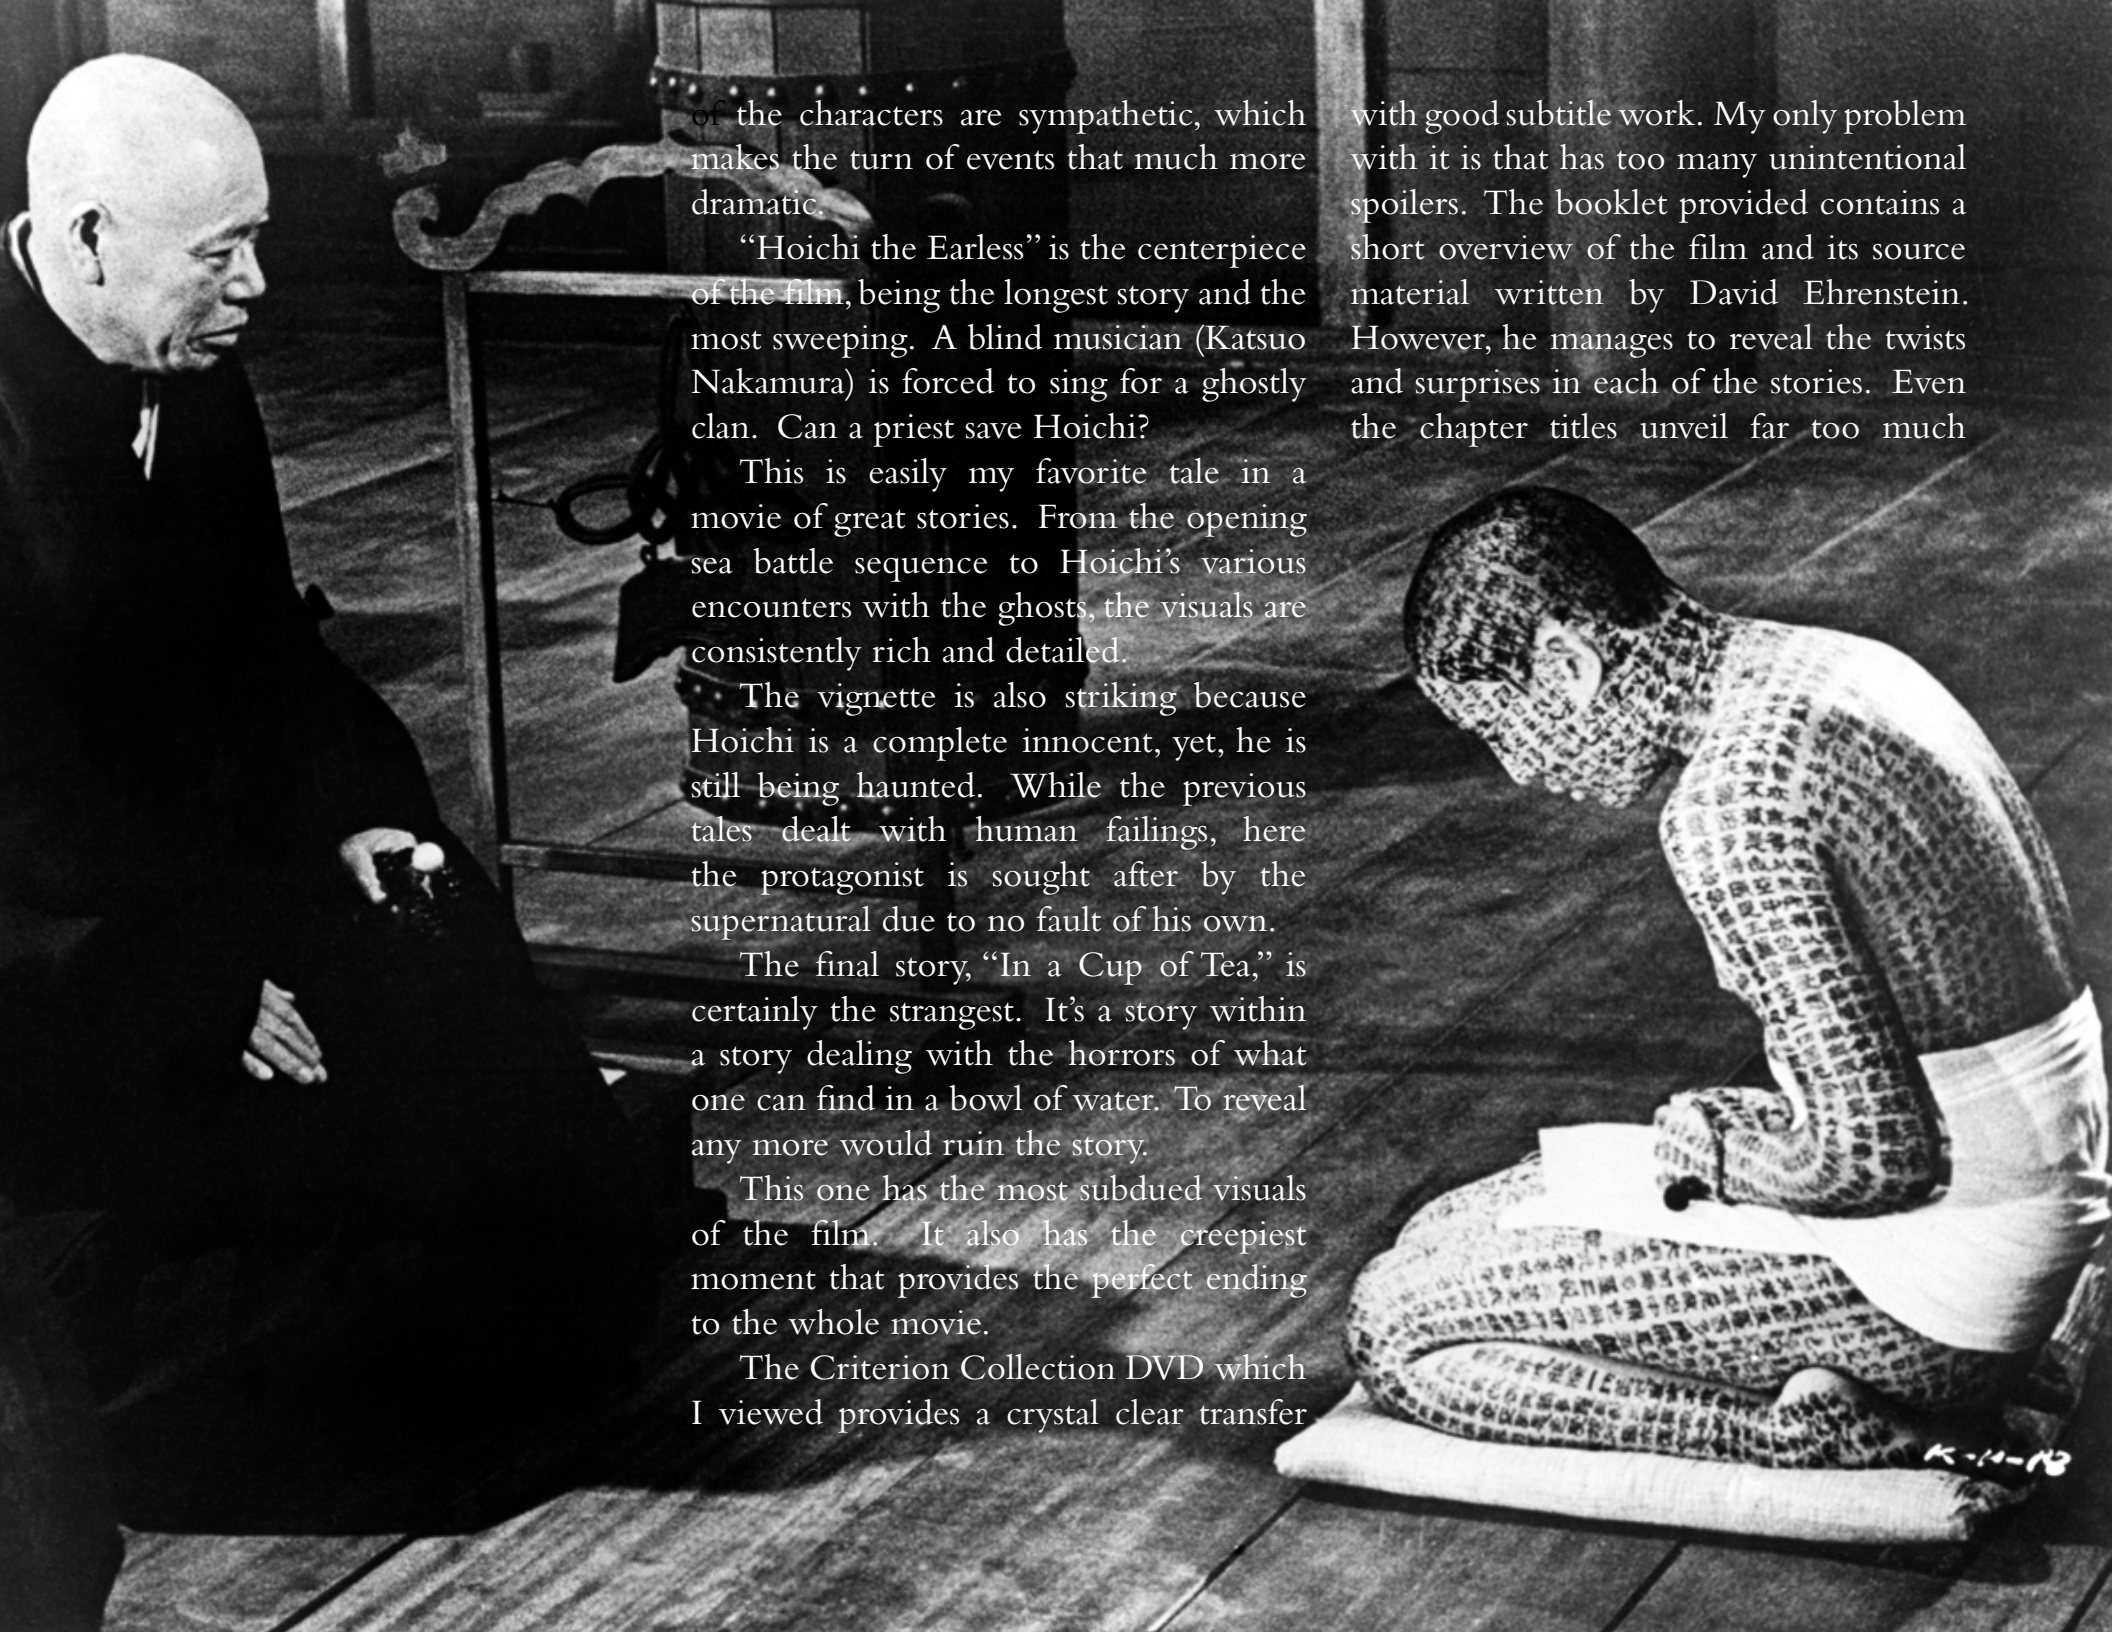 of the characters are sympathetic, which
makes the turn of events that much more
dramatic.
“Hoichi the Earless” is the centerpiece
of the film, being the longest story and the
most sweeping. A blind musician (Katsuo
Nakamura) is forced to sing for a ghostly
clan. Can a priest save Hoichi?
This is easily my favorite tale in a
movie of great stories. From the opening
sea battle sequence to Hoichi’s various
encounters with the ghosts, the visuals are
consistently rich and detailed.
The vignette is also striking because
Hoichi is a complete innocent, yet, he is
still being haunted. While the previous
tales dealt with human failings, here
the protagonist is sought after by the
supernatural due to no fault of his own.
The final story, “In a Cup of Tea,” is
certainly the strangest. It’s a story within
a story dealing with the horrors of what
one can find in a bowl of water. To reveal
any more would ruin the story.
This one has the most subdued visuals
of the film. It also has the creepiest
moment that provides the perfect ending
to the whole movie.
The Criterion Collection DVD which
I viewed provides a crystal clear transfer
with good subtitle work. My only problem
with it is that has too many unintentional
spoilers. The booklet provided contains a
short overview of the film and its source
material written by David Ehrenstein.
However, he manages to reveal the twists
and surprises in each of the stories. Even
the chapter titles unveil far too much